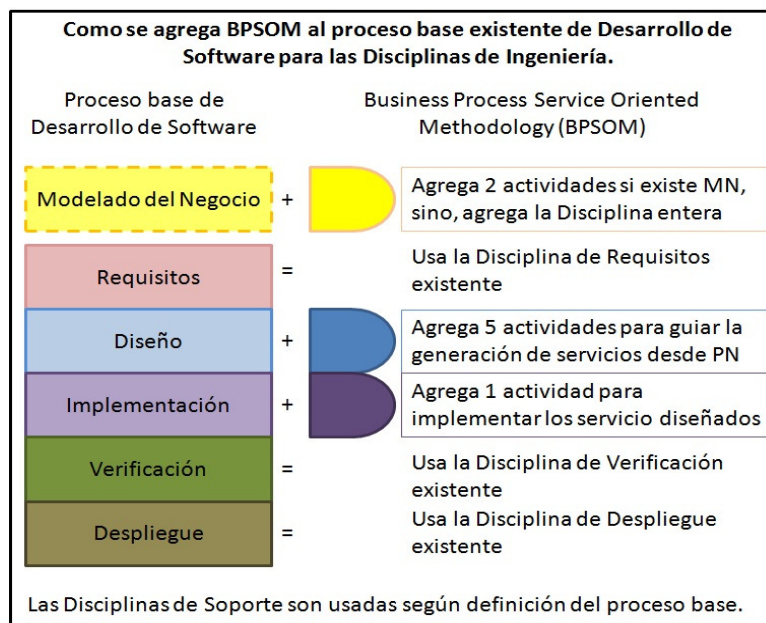 Como se agrega BPSOM al proceso base existente de Desarrollo de
Software para las Disciplinas de Ingeniería.
Proceso base de
Desarrollo de Software
Business Process Service Oriented
Methodology (BPSOM)
Modelado del Negocio
+
Agrega 2 actividades si existe MN,
sino, agrega la Disciplina entera
Requisitos
=
Usa la Disciplina de Requisitos
existente
Diseño
+
Agrega 5 actividades para guiar la
generación de servicios desde PN
Implementación
+
Agrega 1 actividad para
implementar los servicio diseñados
Verificación
=
Usa la Disciplina de Verificación
existente
Despliegue
=
Usa la Disciplina de Despliegue
existente
Las Disciplinas de Soporte son usadas según definición del proceso base.